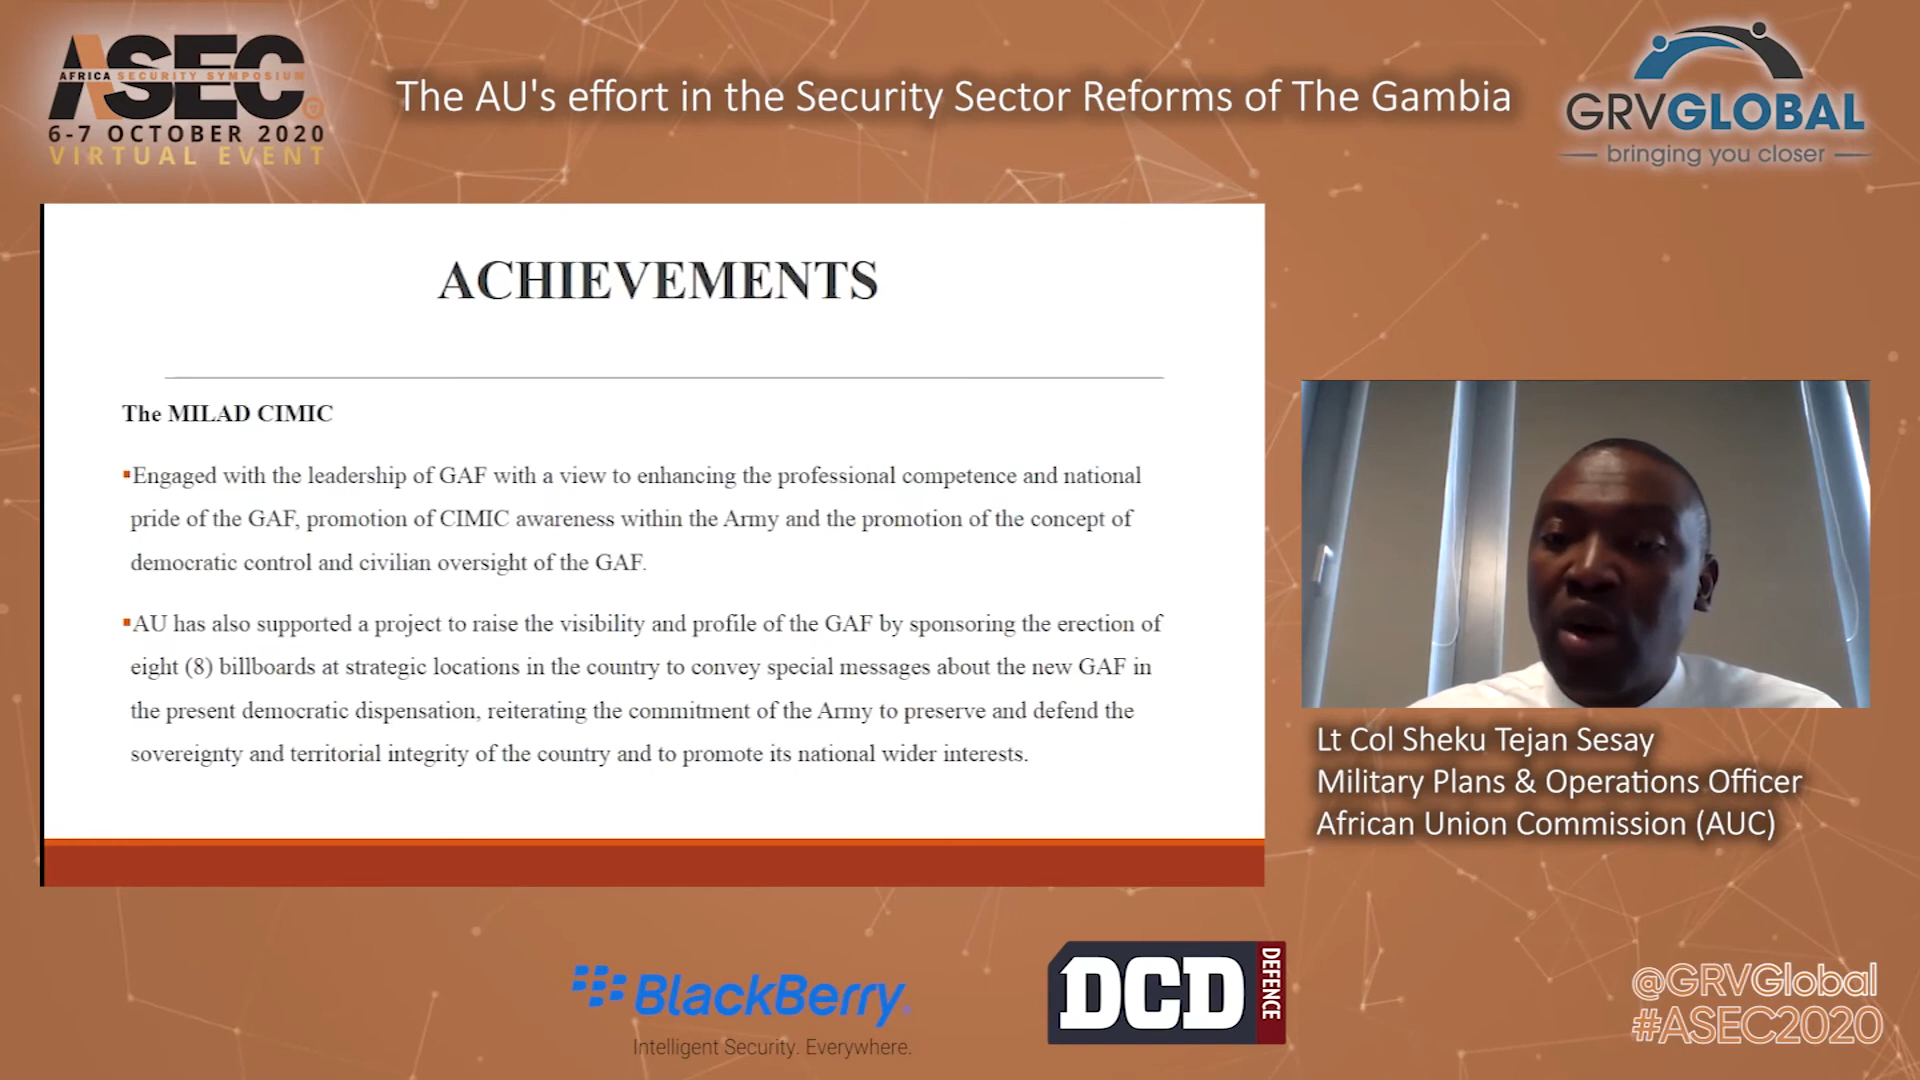 ASEC
AFRICA SECURITY SYMPOSIUM
6-7 OCTOBER 2020
VIRTUAL EVENT
The AU's effort in the Security Sector Reforms of The Gambia
GRVGLOBAL
bringing you closer
ACHIEVEMENTS
The MILAD CIMIC
▪Engaged with the leadership of GAF with a view to enhancing the professional competence and national
pride of the GAF, promotion of CIMIC awareness within the Army and the promotion of the concept of
democratic control and civilian oversight of the GAF.
▪AU has also supported a project to raise the visibility and profile of the GAF by sponsoring the erection of
eight (8) billboards at strategic locations in the country to convey special messages about the new GAF in
the present democratic dispensation, reiterating the commitment of the Army to preserve and defend the
sovereignty and territorial integrity of the country and to promote its national wider interests.
Lt Col Sheku Tejan Sesay
Military Plans & Operations Officer
African Union Commission (AUC)
BlackBerry
Intelligent Security. Everywhere.
DCD
DEFENCE
@GRVGlobal
#ASEC2020